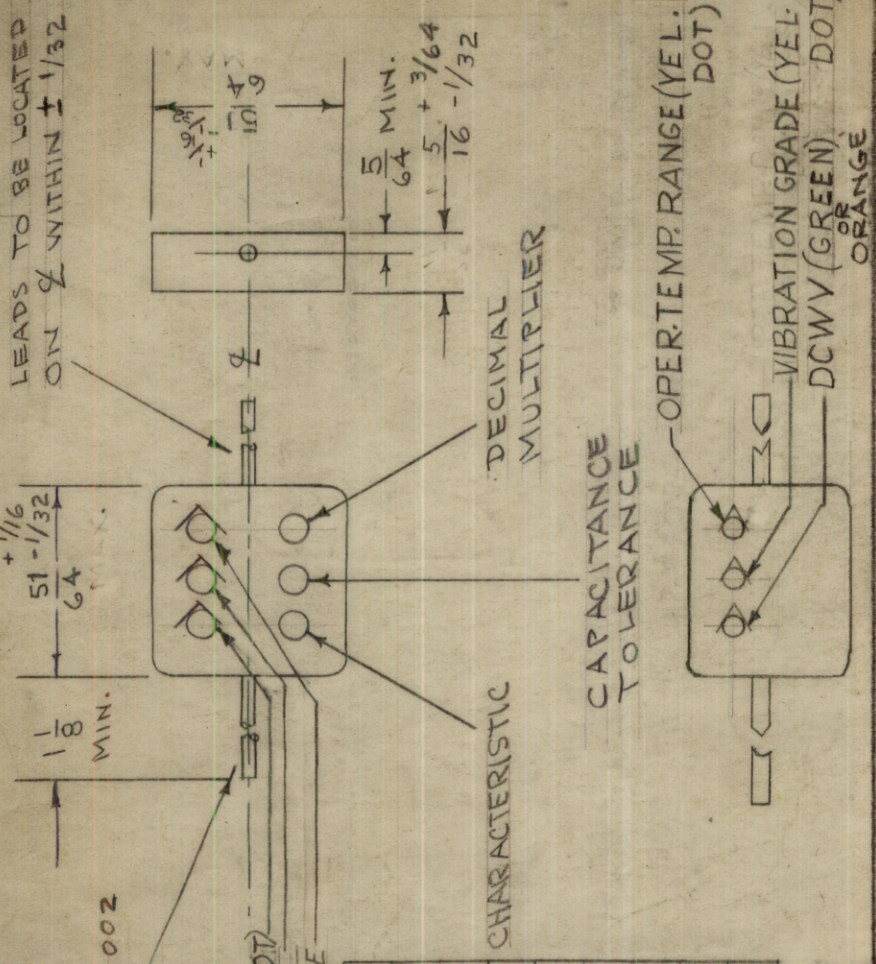 LEADS TO BE LOCATED
ON ℄ WITHIN ± 1/32
51/64 + 1/16 - 1/32
1 1/8
MIN.
002
℄
5/64 MIN.
5/16 + 3/64 - 1/32
DECIMAL
MULTIPLIER
CAPACITANCE
TOLERANCE
CHARACTERISTIC
OPER.TEMP. RANGE (YEL.
DOT)
VIBRATION GRADE (YEL.
DOT
DCWV (GREEN)
OR
ORANGE